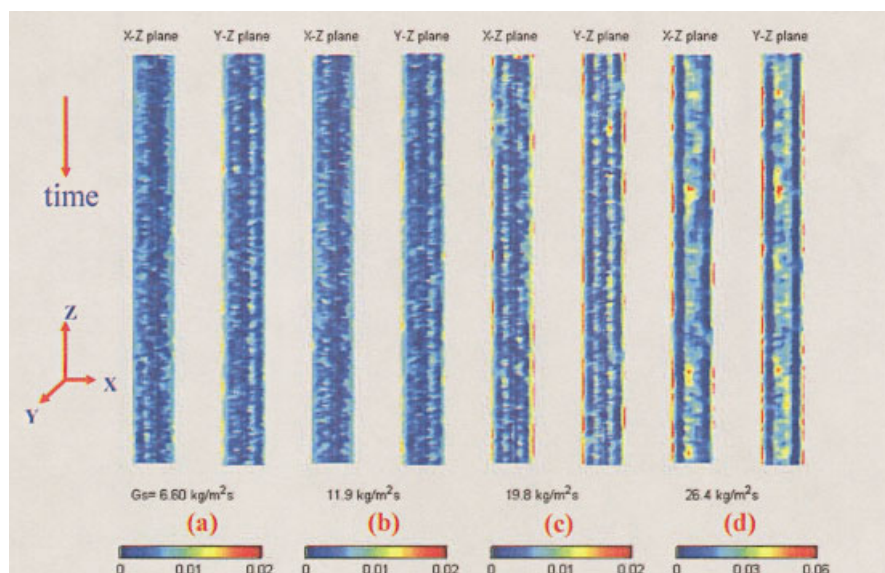 X-Z plane Y-Z plane X-Z plane Y-Z plane X-Z plane Y-Z plane X-Z plane Y-Z plane
time
Z
X
Y
Gs= 6.60 kg/m²s 11.9 kg/m²s 19.8 kg/m²s 26.4 kg/m²s
(a) (b) (c) (d)
0 0.01 0.02 0 0.01 0.02 0 0.01 0.02 0 0.03 0.06